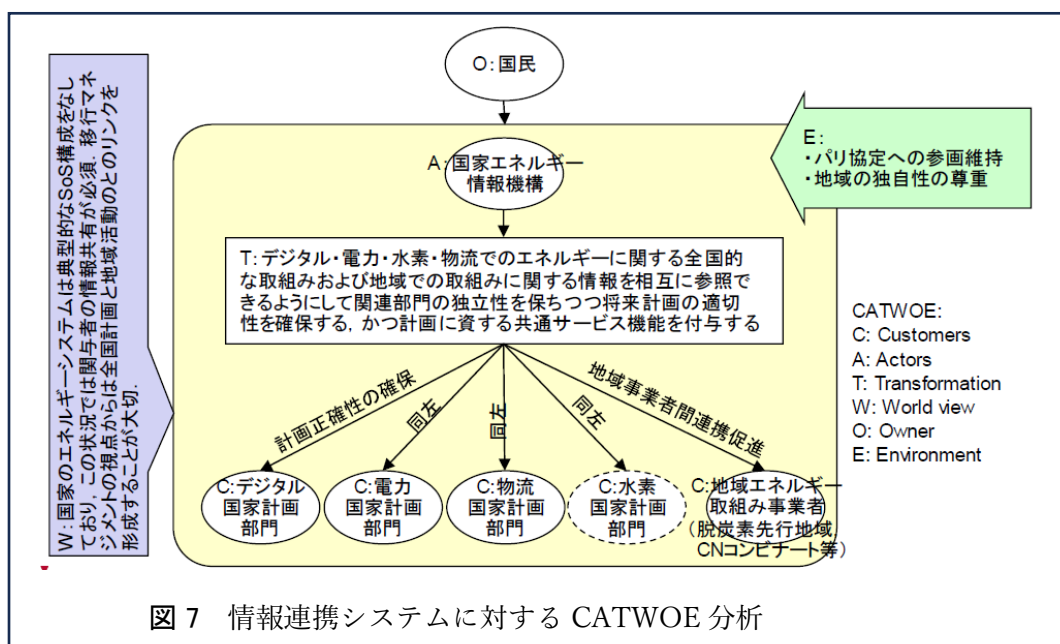 W:国家のエネルギーシステムは典型的なSoS構成をなし
ており,この状況では関与者の情報共有が必須.移行マネ
ジメントの視点からは全国計画と地域活動のとのリンクを
形成することが大切.
O:国民
A:国家エネルギー
情報機構
E:
・パリ協定への参画維持
・地域の独自性の尊重
T:デジタル・電力・水素・物流でのエネルギーに関する全国的
な取組みおよび地域での取組みに関する情報を相互に参照で
きるようにして関連部門の独立性を保ちつつ将来計画の適切
性を確保する,かつ計画に資する共通サービス機能を付与する
計画正確性の確保
同左
同左
同左
地域事業者間連携促進
C:デジタル
国家計画
部門
C:電力
国家計画
部門
C:物流
国家計画
部門
C:水素
国家計画
部門
C:地域エネルギー
取組み事業者
(脱炭素先行地域,
CNコンビナート等)
CATWOE:
C: Customers
A: Actors
T: Transformation
W: World view
O: Owner
E: Environment
図 7 情報連携システムに対する CATWOE 分析